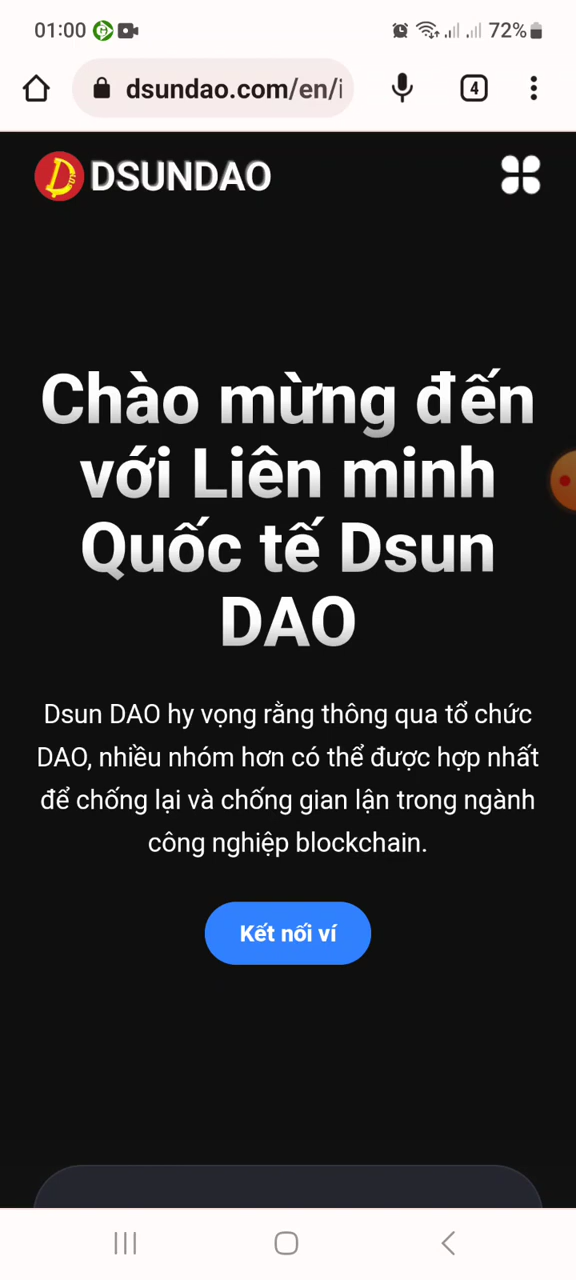 01:00
72%
dsundao.com/en/i
4
DSUNDAO
Chào mừng đến
với Liên minh
Quốc tế Dsun
DAO
Dsun DAO hy vọng rằng thông qua tổ chức
DAO, nhiều nhóm hơn có thể được hợp nhất
để chống lại và chống gian lận trong ngành
công nghiệp blockchain.
Kết nối ví